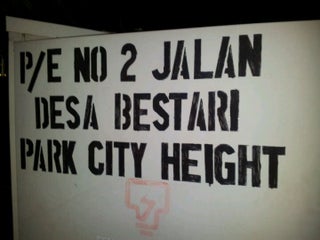 P/E NO 2 JALAN
DESA BESTARI
PARK CITY HEIGHT